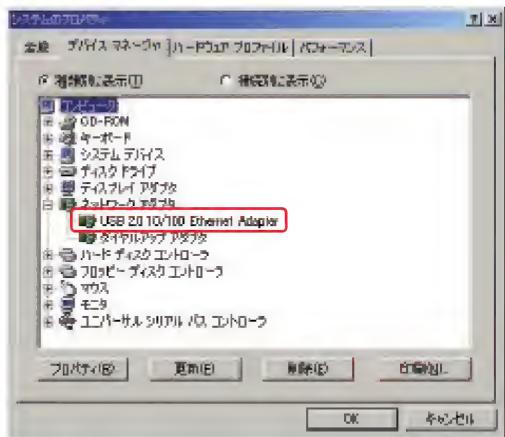 システムのプロパティ
全般 デバイス マネージャ ハードウェア プロファイル パフォーマンス
種類別に表示(T) 接続別に表示(C)
コンピュータ
CD-ROM
キーボード
システム デバイス
ディスク ドライブ
ディスプレイ アダプタ
ネットワーク アダプタ
USB 2.0 10/100 Ethernet Adapter
ダイヤルアップ アダプタ
ハード ディスク コントローラ
フロッピー ディスク コントローラ
マウス
モニタ
ユニバーサル シリアル バス コントローラ
プロパティ(R) 更新(F) 削除(E) 印刷(N)...
OK キャンセル